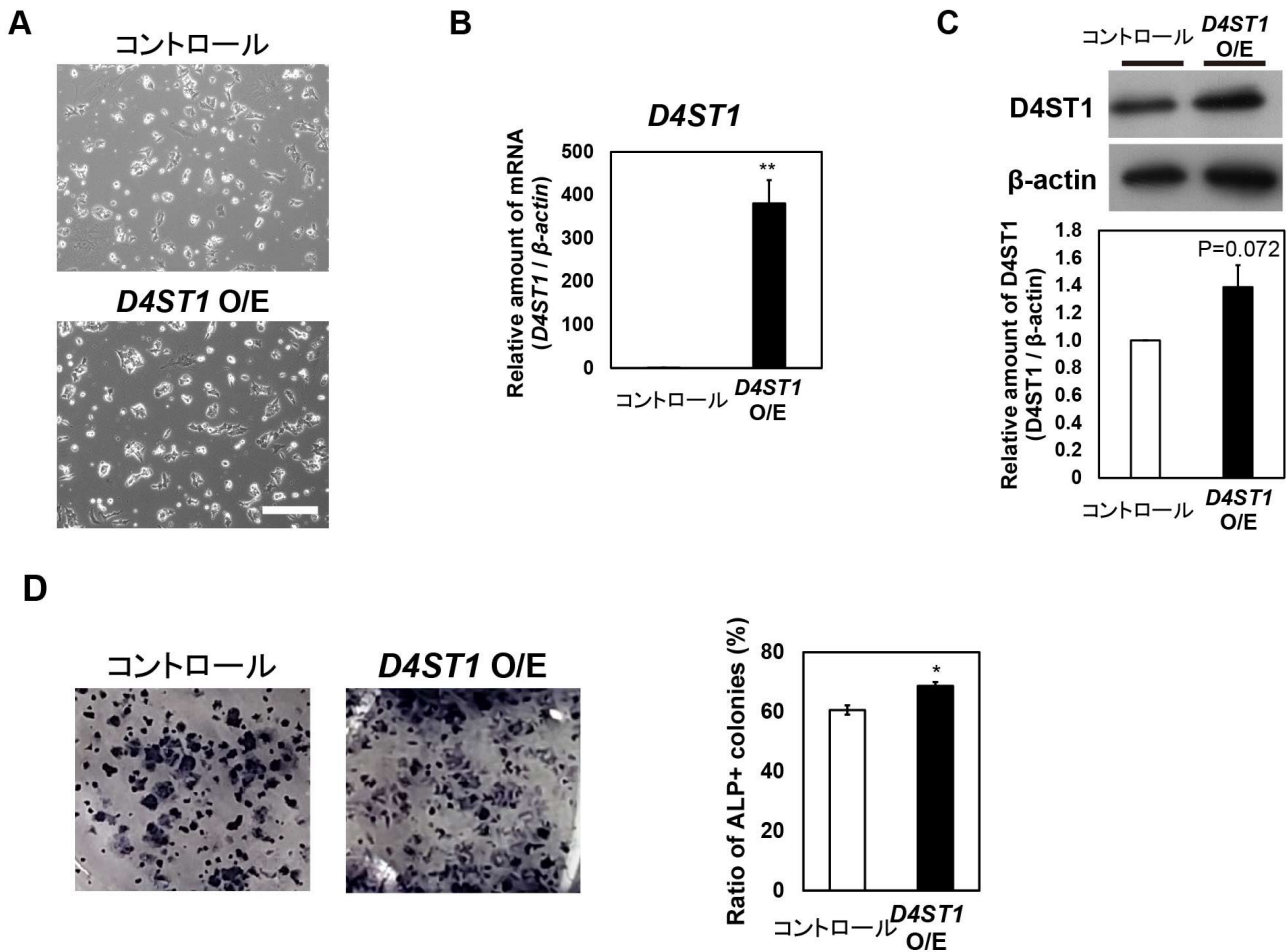 A
コントロール
D4ST1 O/E
B
D4ST1
Relative amount of mRNA
(D4ST1 / β-actin)
500
400
300
200
100
0
**
コントロール
D4ST1
O/E
C
コントロール
D4ST1
O/E
D4ST1
β-actin
Relative amount of D4ST1
(D4ST1 / β-actin)
1.8
1.6
1.4
1.2
1.0
0.8
0.6
0.4
0.2
0
P=0.072
コントロール
D4ST1
O/E
D
コントロール
D4ST1 O/E
Ratio of ALP+ colonies (%)
80
60
40
20
0
*
コントロール
D4ST1
O/E